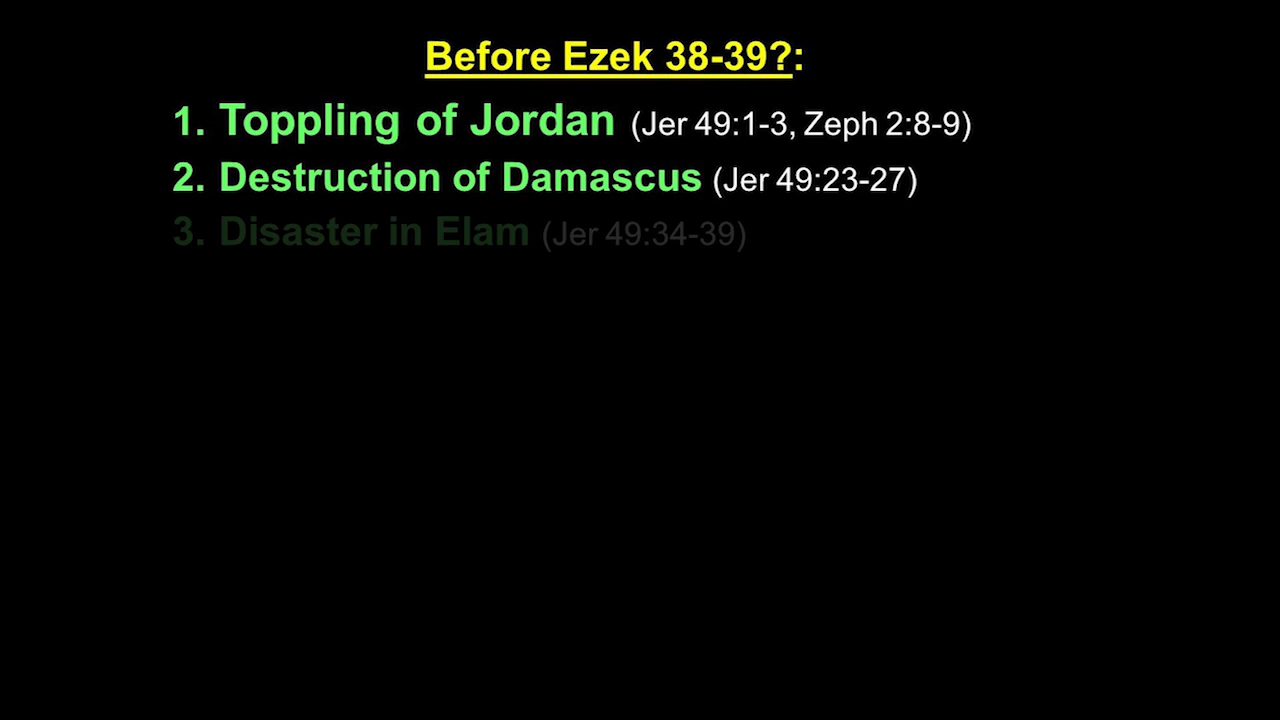 Before Ezek 38-39?:
1. Toppling of Jordan (Jer 49:1-3, Zeph 2:8-9)
2. Destruction of Damascus (Jer 49:23-27)
3. Disaster in Elam (Jer 49:34-39)